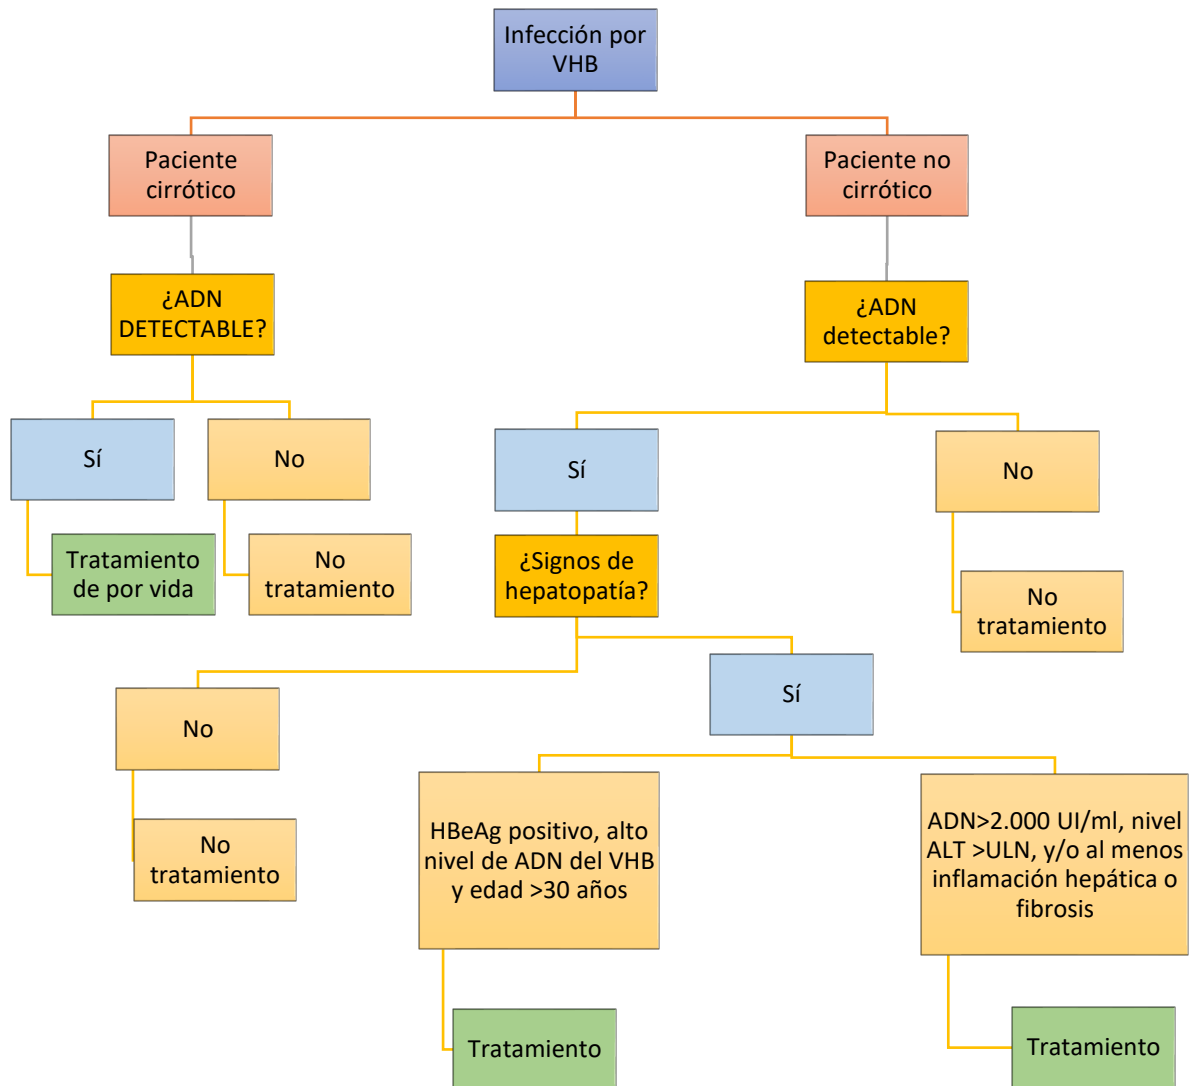 Infección por
VHB
Paciente
cirrótico
Paciente no
cirrótico
¿ADN
DETECTABLE?
¿ADN
detectable?
Sí
No
Sí
No
Tratamiento
de por vida
No
tratamiento
¿Signos de
hepatopatía?
No
tratamiento
No
Sí
No
tratamiento
HBeAg positivo, alto
nivel de ADN del VHB
y edad >30 años
ADN>2.000 UI/ml, nivel
ALT >ULN, y/o al menos
inflamación hepática o
fibrosis
Tratamiento
Tratamiento